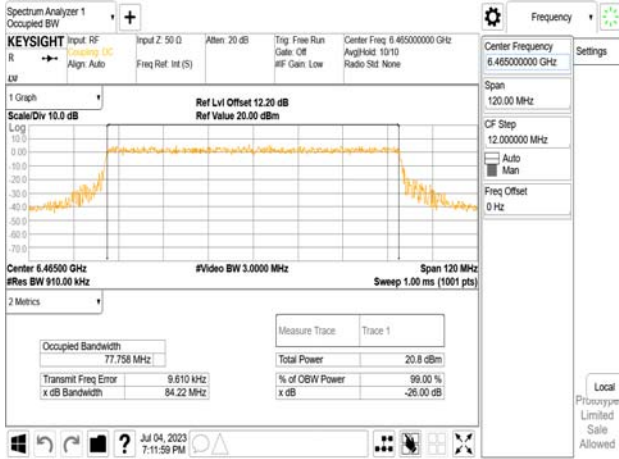 Spectrum Analyzer 1
Occupied BW
Frequency
KEYSIGHT
R
Input: RF
Coupling: DC
Align: Auto
Input Z: 50 Ω
Freq Ref: Int (S)
Atten: 20 dB
Trig: Free Run
Gate: Off
#IF Gain: Low
Center Freq: 6.465000000 GHz
Avg|Hold: 10/10
Radio Std: None
Center Frequency
6.465000000 GHz
Settings
Span
120.00 MHz
CF Step
12.000000 MHz
Auto
Man
Freq Offset
0 Hz
1 Graph
Scale/Div 10.0 dB
Ref Lvl Offset 12.20 dB
Ref Value 20.00 dBm
Log
10.0
0.00
-10.0
-20.0
-30.0
-40.0
-50.0
-60.0
-70.0
Center 6.46500 GHz
#Res BW 910.00 kHz
#Video BW 3.0000 MHz
Span 120 MHz
Sweep 1.00 ms (1001 pts)
2 Metrics
Measure Trace
Trace 1
Occupied Bandwidth
77.758 MHz
Total Power
20.8 dBm
Transmit Freq Error
9.610 kHz
% of OBW Power
99.00 %
x dB Bandwidth
84.22 MHz
x dB
-26.00 dB
Local
Prototype
Limited
Sale
Allowed
?
Jul 04, 2023
7:11:59 PM